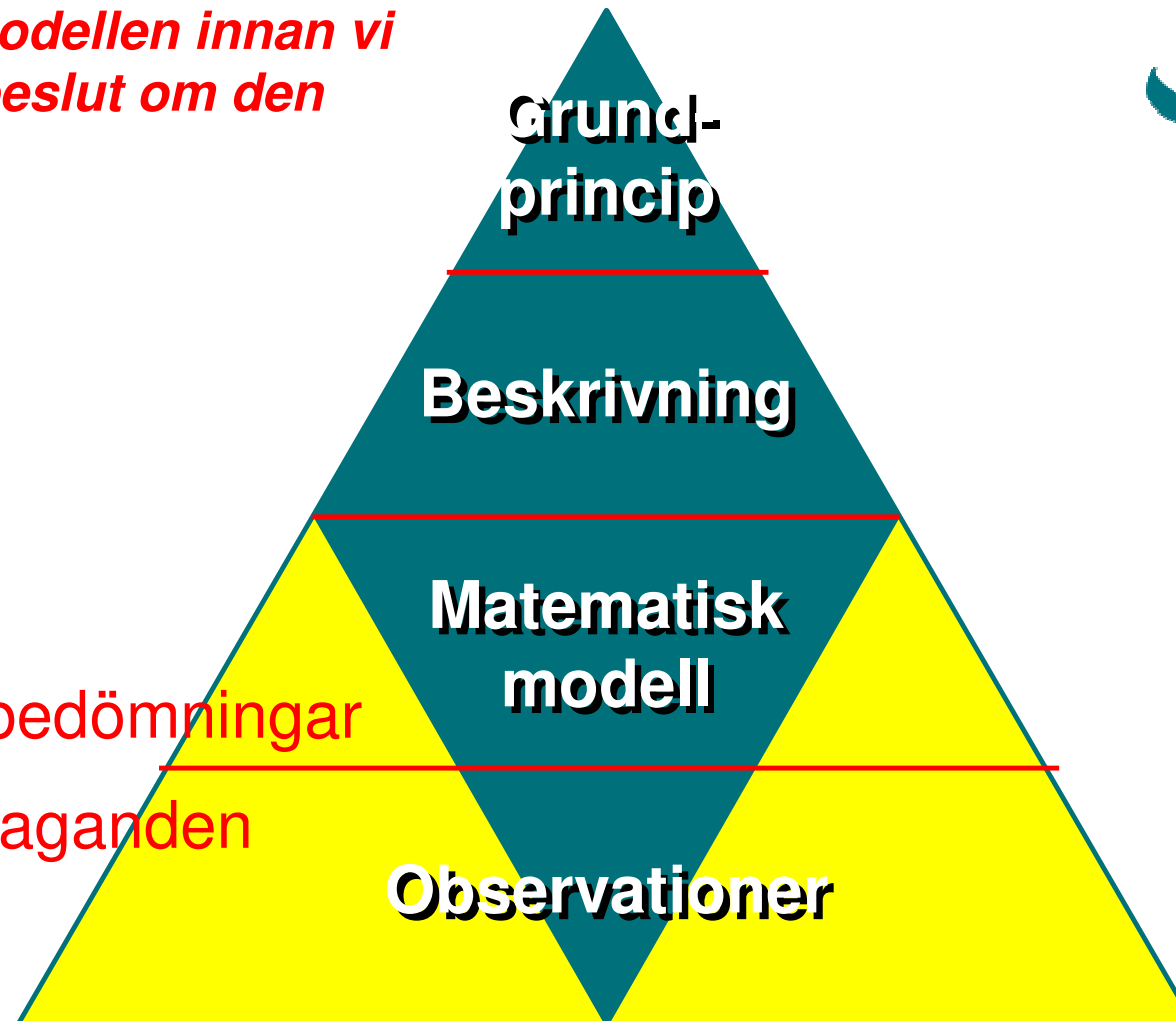 odellen innan vi
eslut om den
Grund-
princip
Beskrivning
Matematisk
modell
bedömningar
aganden
Observationer